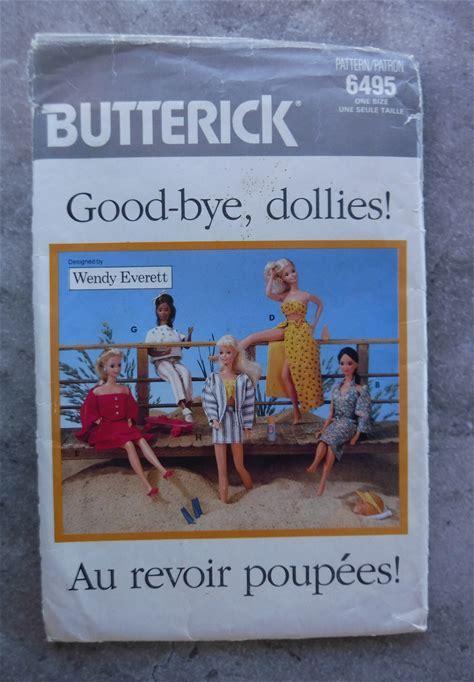 PATTERN/PATRON
6495
ONE SIZE
UNE SEULE TAILLE
BUTTERICK
Good-bye, dollies!
Designed by
Wendy Everett
D
G
B
H
E
Au revoir poupées!